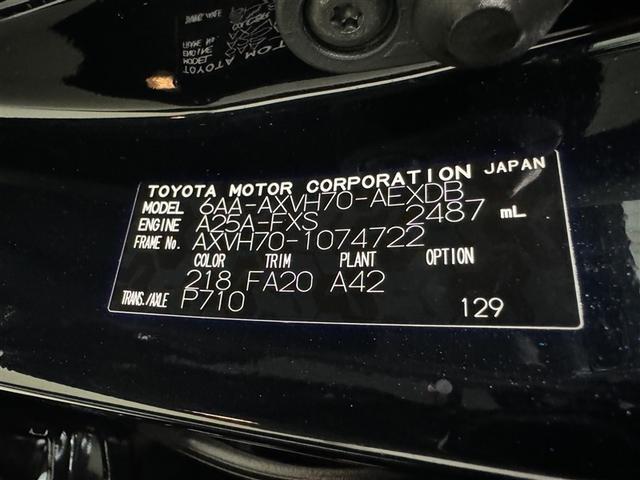 TOYOTA MOTOR CORPORATION JAPAN
MODEL 6AA-AXVH70-AEXDB
ENGINE A25A-FXS 2487 mL
FRAME No. AXVH70-1074722
COLOR TRIM PLANT OPTION
218 FA20 A42
TRANS./AXLE P710 129